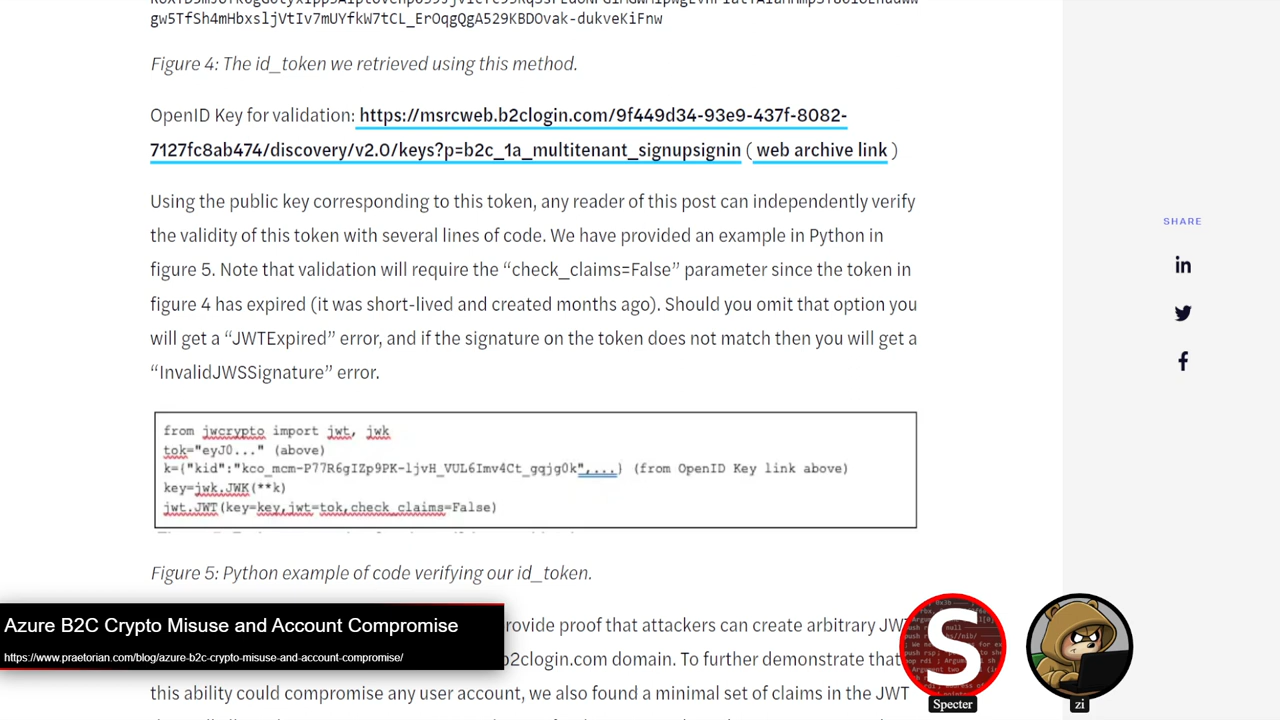 gw5TfSh4mHbxsljVtIv7mUYfkW7tCL_ErOqgQgA529KBDOvak-dukveKiFnw
Figure 4: The id_token we retrieved using this method.
OpenID Key for validation: https://msrcweb.b2clogin.com/9f449d34-93e9-437f-8082-
7127fc8ab474/discovery/v2.0/keys?p=b2c_1a_multitenant_signupsignin ( web archive link )
Using the public key corresponding to this token, any reader of this post can independently verify
the validity of this token with several lines of code. We have provided an example in Python in
figure 5. Note that validation will require the “check_claims=False” parameter since the token in
figure 4 has expired (it was short-lived and created months ago). Should you omit that option you
will get a “JWTExpired” error, and if the signature on the token does not match then you will get a
“InvalidJWSSignature” error.
SHARE
from jwcrypto import jwt, jwk
tok="eyJ0..." (above)
k={"kid":"kco_mcm-P77R6gIZp9PK-ljvH_VUL6Imv4Ct_gqjg0k",...} (from OpenID Key link above)
key=jwk.JWK(**k)
jwt.JWT(key=key,jwt=tok,check_claims=False)
Figure 5: Python example of code verifying our id_token.
rovide proof that attackers can create arbitrary JW
b2clogin.com domain. To further demonstrate that
this ability could compromise any user account, we also found a minimal set of claims in the JWT
Azure B2C Crypto Misuse and Account Compromise
https://www.praetorian.com/blog/azure-b2c-crypto-misuse-and-account-compromise/
S
Specter
zi